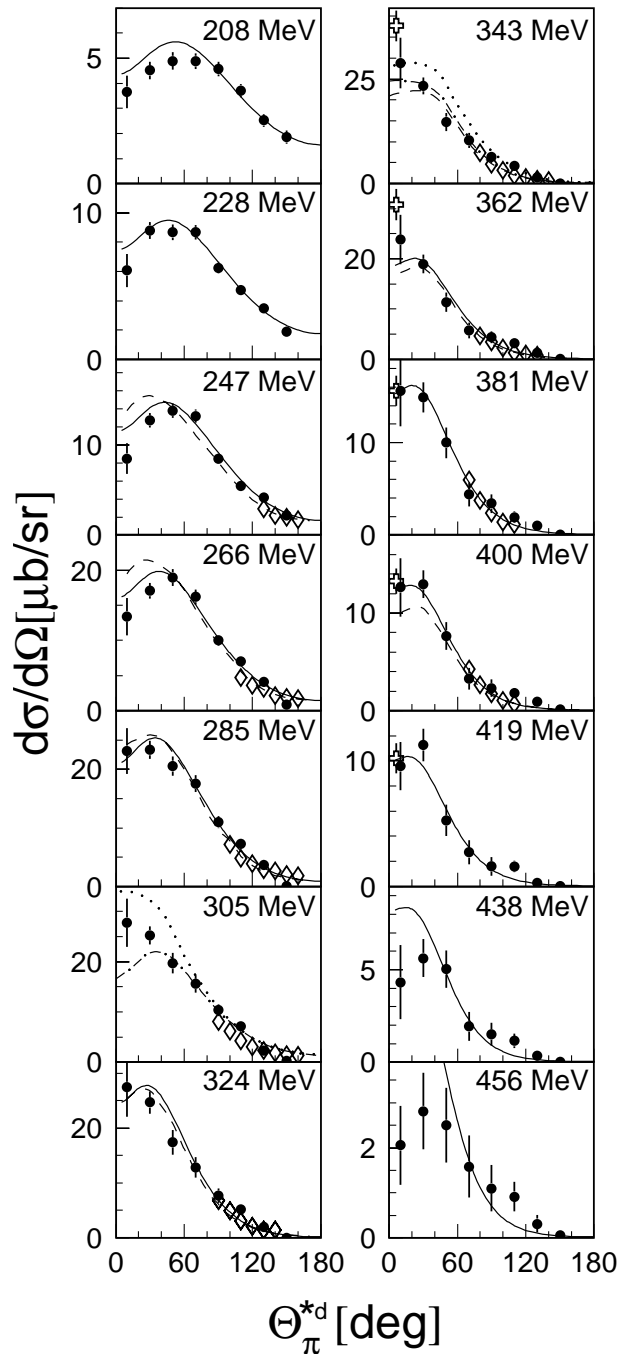 dσ/dΩ[μb/sr]
208 MeV
5
0
228 MeV
10
0
247 MeV
10
0
266 MeV
20
10
0
285 MeV
20
0
305 MeV
20
0
324 MeV
20
0
0 60 120
343 MeV
25
0
362 MeV
20
0
381 MeV
10
0
400 MeV
10
0
419 MeV
10
0
438 MeV
5
0
456 MeV
2
0
0 60 120 180
Θπ*d [deg]